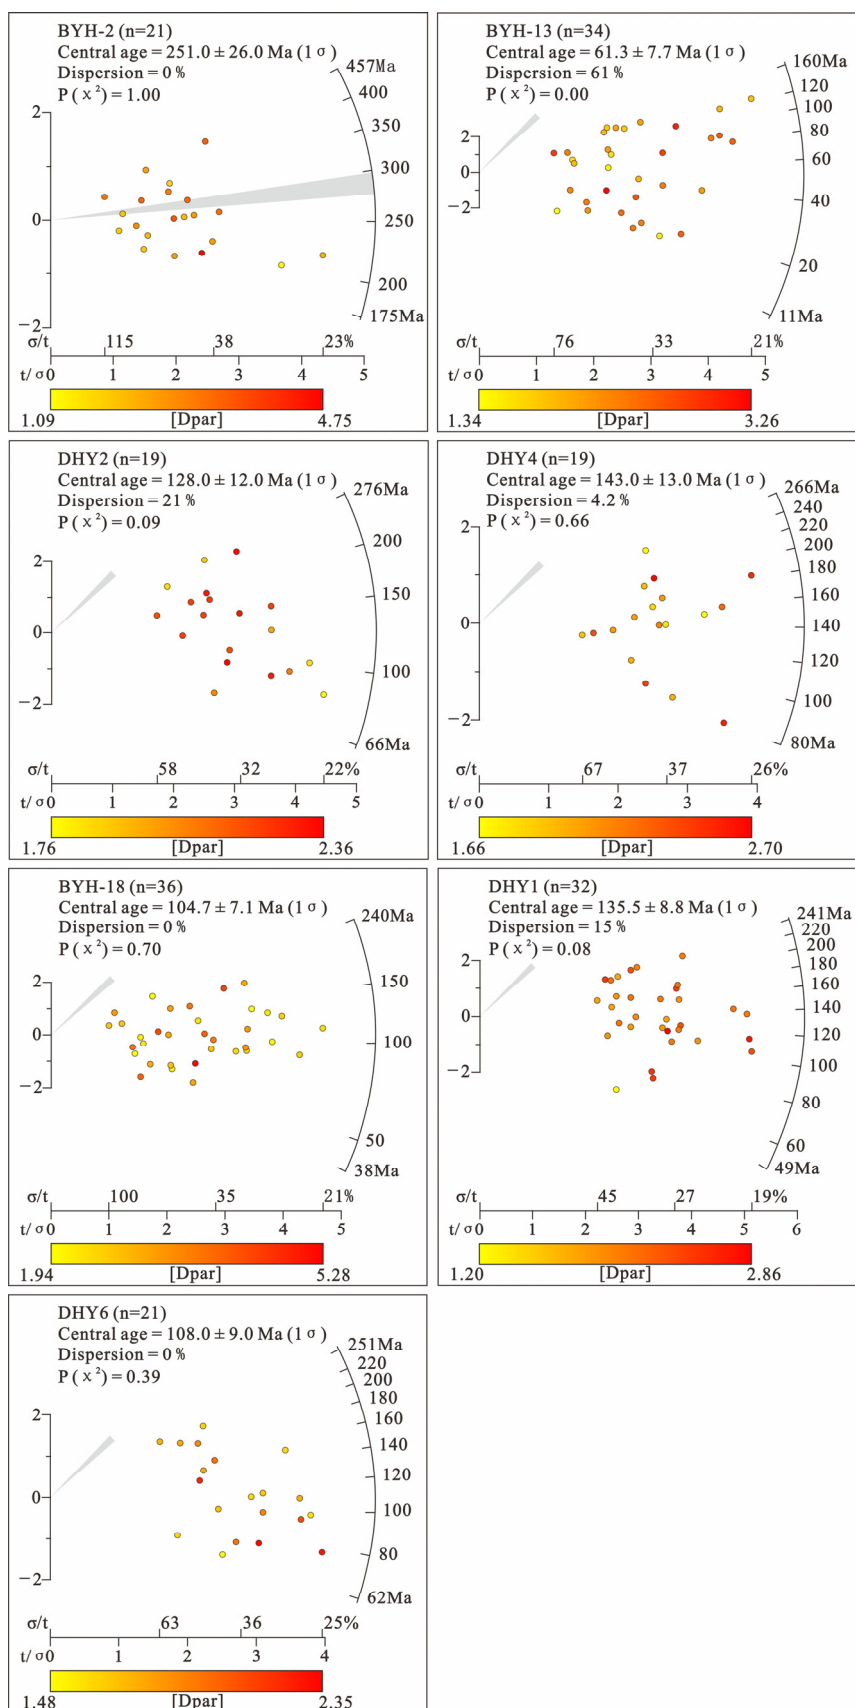 BYH-2 (n=21)
Central age = 251.0 ± 26.0 Ma (1 σ)
Dispersion = 0 %
P ( χ²) = 1.00
457Ma
400
350
300
250
200
175Ma
2
0
−2
σ/t 115 38 23%
t/σ 0 1 2 3 4 5
1.09 [Dpar] 4.75
BYH-13 (n=34)
Central age = 61.3 ± 7.7 Ma (1 σ)
Dispersion = 61 %
P ( χ²) = 0.00
160Ma
120
100
80
60
40
20
11Ma
2
0
−2
σ/t 76 33 21%
t/σ 0 1 2 3 4 5
1.34 [Dpar] 3.26
DHY2 (n=19)
Central age = 128.0 ± 12.0 Ma (1 σ)
Dispersion = 21 %
P ( χ²) = 0.09
276Ma
200
150
100
66Ma
2
0
−2
σ/t 58 32 22%
t/σ 0 1 2 3 4 5
1.76 [Dpar] 2.36
DHY4 (n=19)
Central age = 143.0 ± 13.0 Ma (1 σ)
Dispersion = 4.2 %
P ( χ²) = 0.66
266Ma
240
220
200
180
160
140
120
100
80Ma
2
0
−2
σ/t 67 37 26%
t/σ 0 1 2 3 4
1.66 [Dpar] 2.70
BYH-18 (n=36)
Central age = 104.7 ± 7.1 Ma (1 σ)
Dispersion = 0 %
P ( χ²) = 0.70
240Ma
150
100
50
38Ma
2
0
−2
σ/t 100 35 21%
t/σ 0 1 2 3 4 5
1.94 [Dpar] 5.28
DHY1 (n=32)
Central age = 135.5 ± 8.8 Ma (1 σ)
Dispersion = 15 %
P ( χ²) = 0.08
241Ma
220
200
180
160
140
120
100
80
60
49Ma
2
0
−2
σ/t 45 27 19%
t/σ 0 1 2 3 4 5 6
1.20 [Dpar] 2.86
DHY6 (n=21)
Central age = 108.0 ± 9.0 Ma (1 σ)
Dispersion = 0 %
P ( χ²) = 0.39
251Ma
220
200
180
160
140
120
100
80
62Ma
2
0
−2
σ/t 63 36 25%
t/σ 0 1 2 3 4
1.48 [Dpar] 2.35